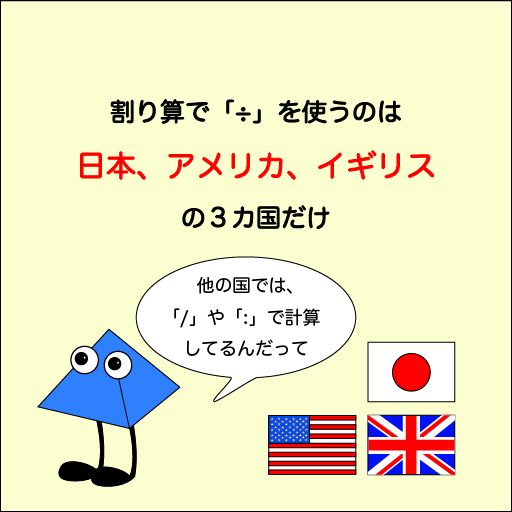 割り算で「÷」を使うのは
日本、アメリカ、イギリス
の３カ国だけ
他の国では、
「/」や「:」で計算
してるんだって